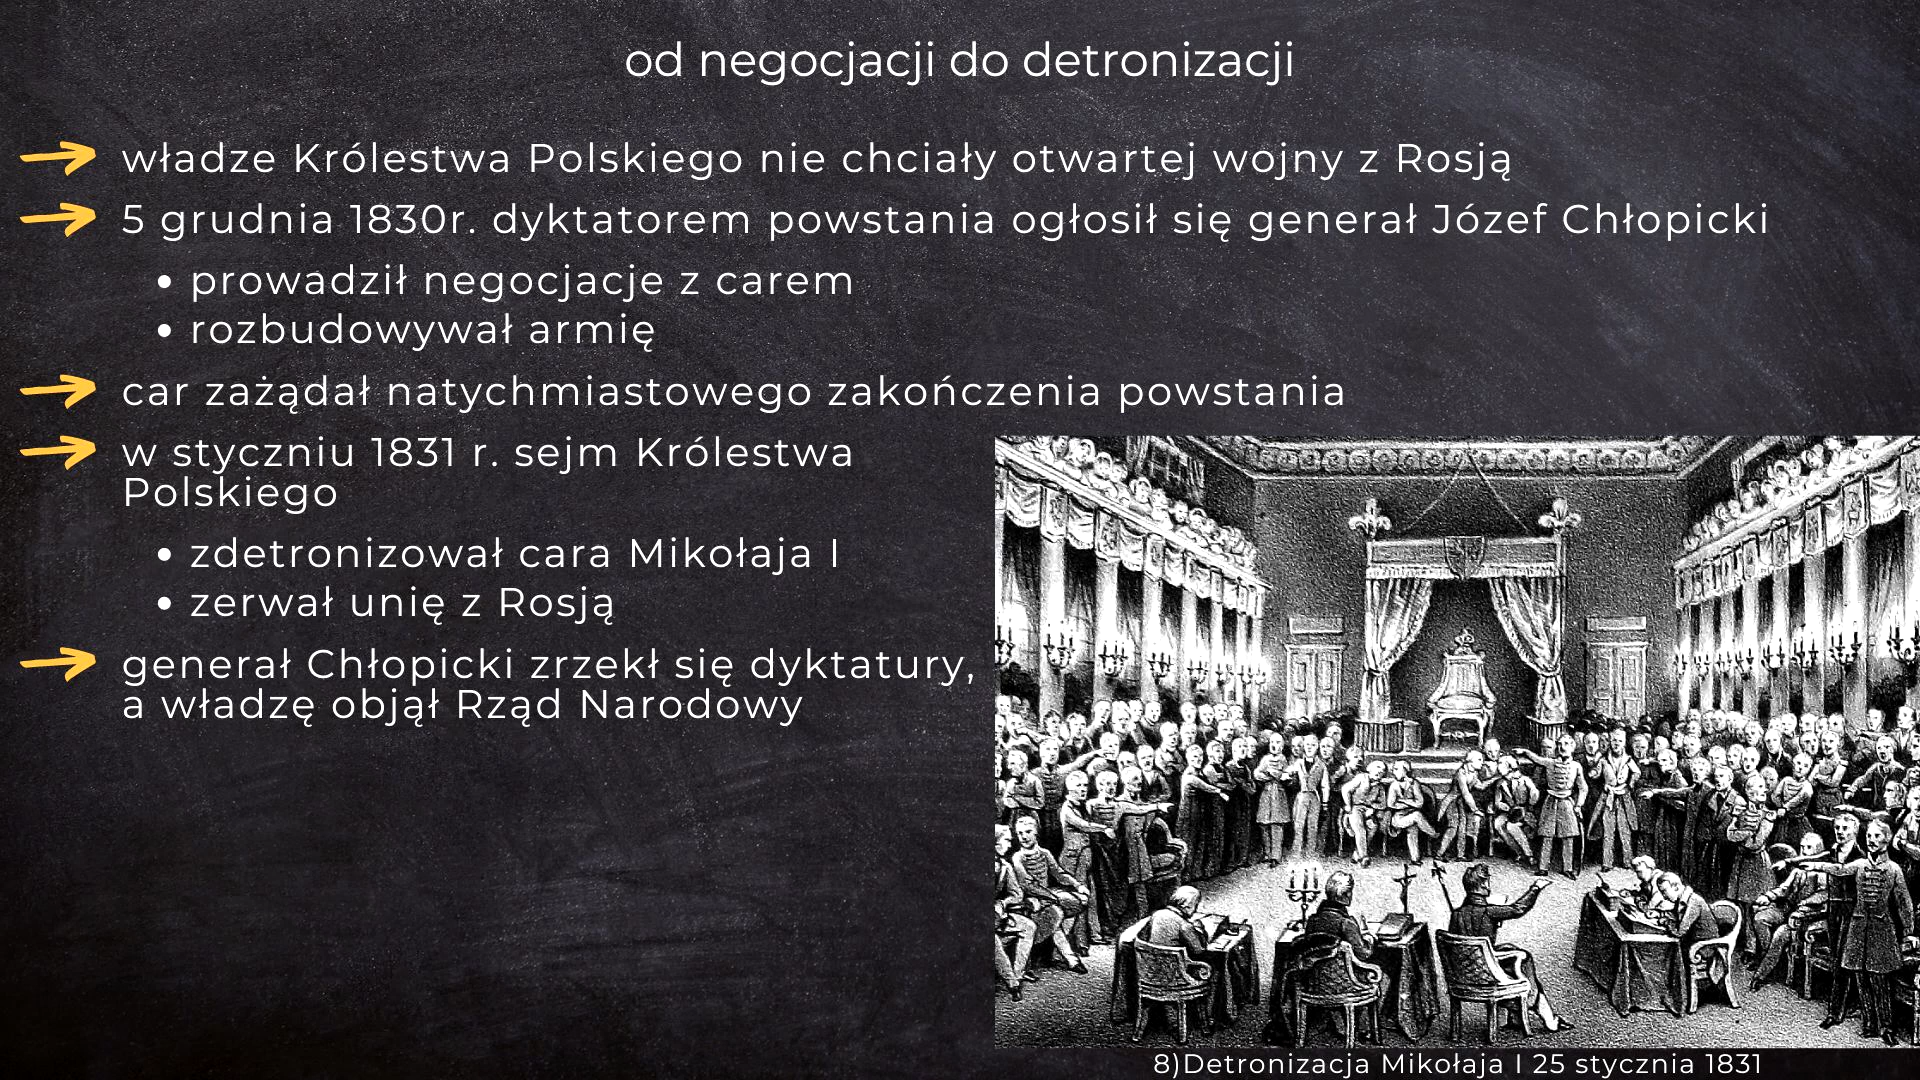 od negocjacji do detronizacji
władze Królestwa Polskiego nie chciały otwartej wojny z Rosją
5 grudnia 1830r. dyktatorem powstania ogłosił się generał Józef Chłopicki
prowadził negocjacje z carem
rozbudowywał armię
car zażądał natychmiastowego zakończenia powstania
w styczniu 1831 r. sejm Królestwa
Polskiego
zdetronizował cara Mikołaja I
zerwał unię z Rosją
generał Chłopicki zrzekł się dyktatury,
a władzę objął Rząd Narodowy
8)Detronizacja Mikołaja I 25 stycznia 1831